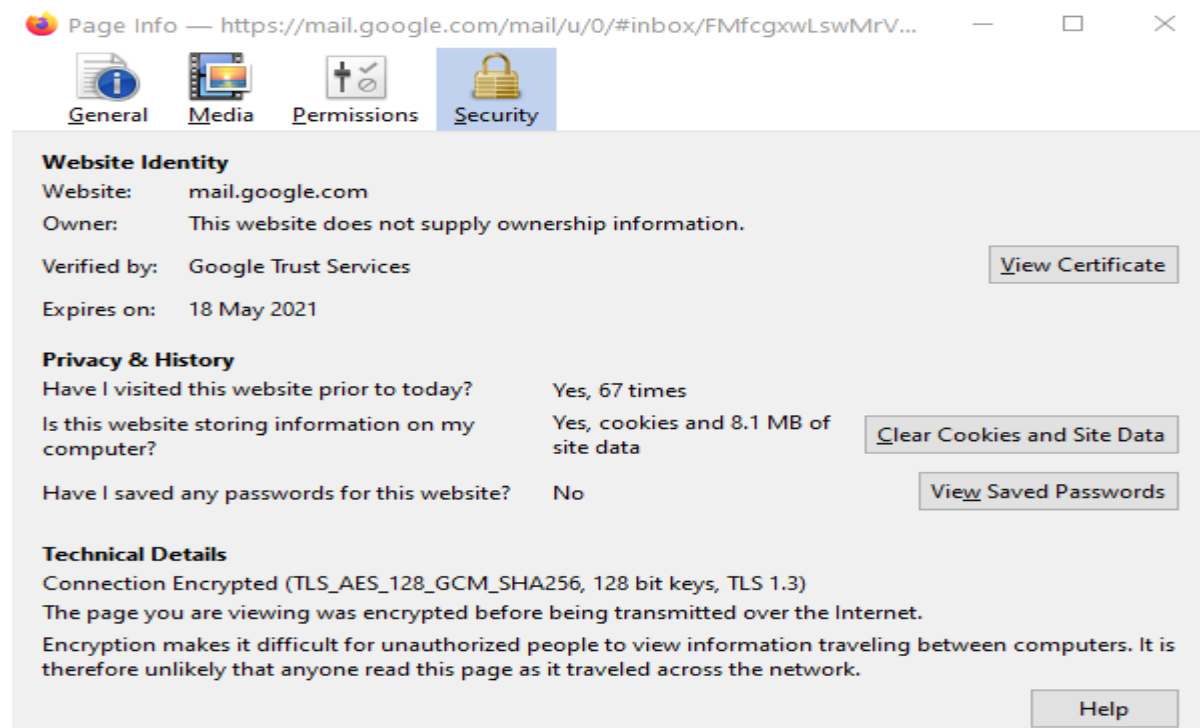 Page Info — https://mail.google.com/mail/u/0/#inbox/FMfcgxwLswMrV...
General Media Permissions Security
Website Identity
Website: mail.google.com
Owner: This website does not supply ownership information.
Verified by: Google Trust Services View Certificate
Expires on: 18 May 2021
Privacy & History
Have I visited this website prior to today? Yes, 67 times
Is this website storing information on my computer? Yes, cookies and 8.1 MB of site data Clear Cookies and Site Data
Have I saved any passwords for this website? No View Saved Passwords
Technical Details
Connection Encrypted (TLS_AES_128_GCM_SHA256, 128 bit keys, TLS 1.3)
The page you are viewing was encrypted before being transmitted over the Internet.
Encryption makes it difficult for unauthorized people to view information traveling between computers. It is
therefore unlikely that anyone read this page as it traveled across the network.
Help